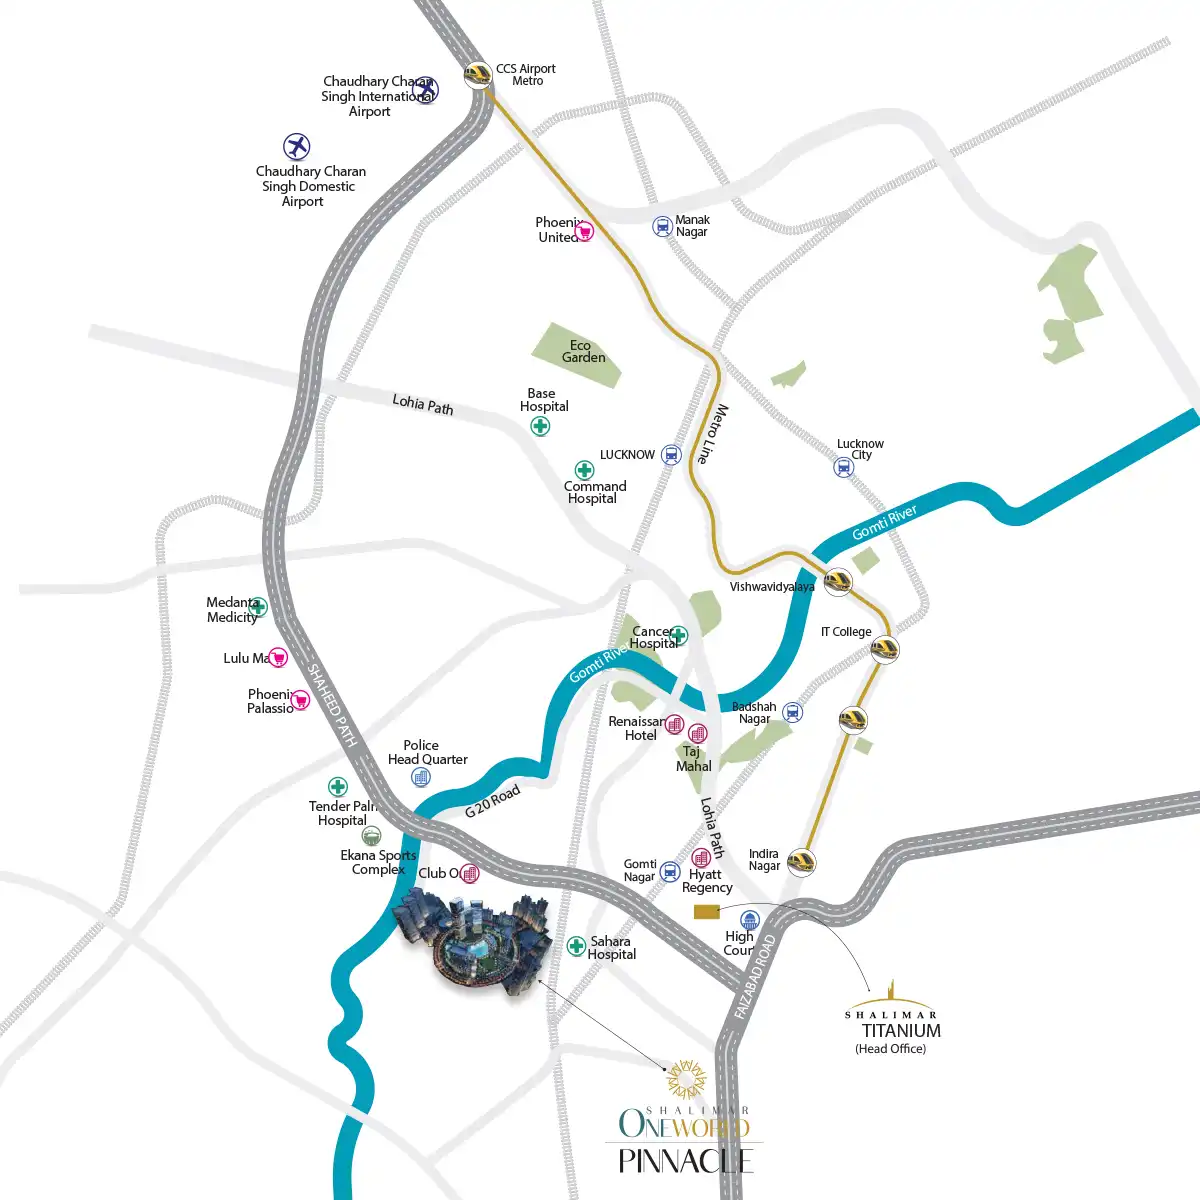 CCS Airport
Metro
Chaudhary Charan
Singh International
Airport
Chaudhary Charan
Singh Domestic
Airport
Phoenix
United
Manak
Nagar
Eco
Garden
Base
Hospital
Lohia Path
Metro Line
LUCKNOW
Lucknow
City
Command
Hospital
Gomti River
Vishwavidyalaya
Medanta
Medicity
IT College
Cancer
Hospital
Gomti River
Lulu Ma
Phoenix
Palassio
SHAHEED PATH
Renaissan
Hotel
Badshah
Nagar
Taj
Mahal
Police
Head Quarter
G 20 Road
Tender Palm
Hospital
Lohia Path
Ekana Sports
Complex
Club O
Gomti
Nagar
Hyatt
Regency
Indira
Nagar
High
Court
Sahara
Hospital
FAIZABAD ROAD
SHALIMAR
TITANIUM
(Head Office)
SHALIMAR
ONEWORLD
PINNACLE